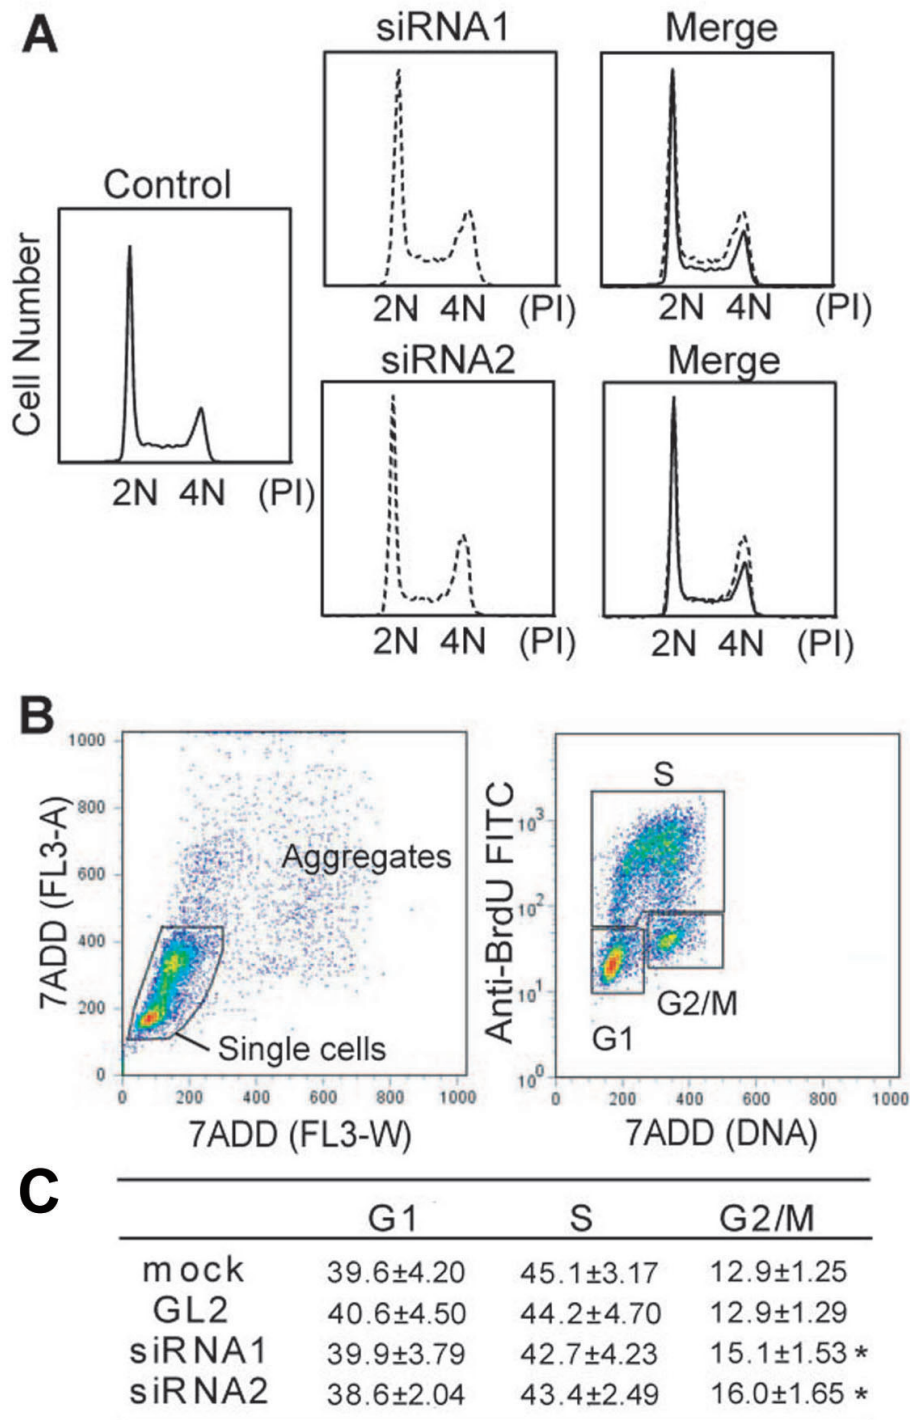 A
siRNA1
Merge
Control
Cell Number
2N 4N (PI)
2N 4N (PI)
2N 4N (PI)
siRNA2
Merge
2N 4N (PI)
2N 4N (PI)
B
7ADD (FL3-A)
1000
800
600
400
200
0
Aggregates
Single cells
0 200 400 600 800 1000
7ADD (FL3-W)
Anti-BrdU FITC
10³
10²
10¹
10⁰
S
G1
G2/M
0 200 400 600 800 1000
7ADD (DNA)
C
G1 S G2/M
mock 39.6±4.20 45.1±3.17 12.9±1.25
GL2 40.6±4.50 44.2±4.70 12.9±1.29
siRNA1 39.9±3.79 42.7±4.23 15.1±1.53 *
siRNA2 38.6±2.04 43.4±2.49 16.0±1.65 *